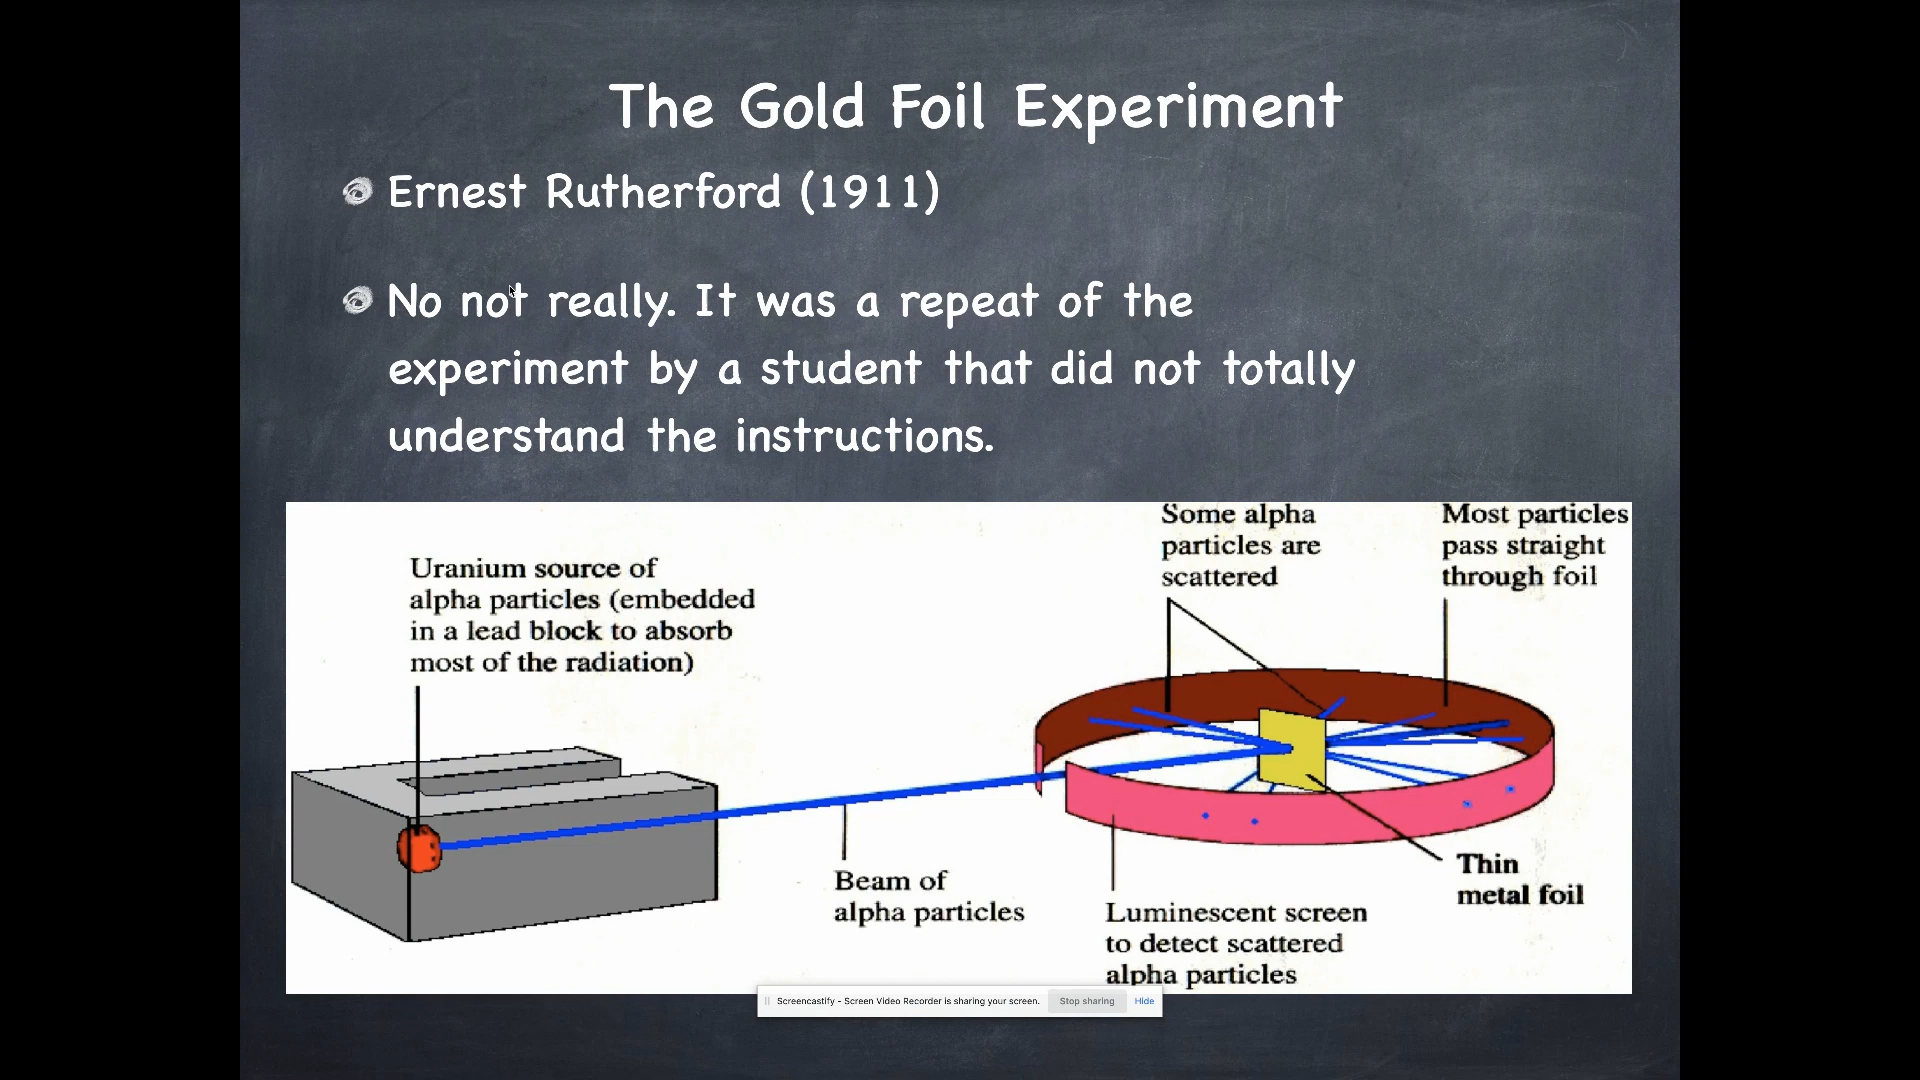 The Gold Foil Experiment
Ernest Rutherford (1911)
No not really. It was a repeat of the
experiment by a student that did not totally
understand the instructions.
Uranium source of
alpha particles (embedded
in a lead block to absorb
most of the radiation)
Some alpha
particles are
scattered
Most particles
pass straight
through foil
Beam of
alpha particles
Thin
metal foil
Luminescent screen
to detect scattered
alpha particles
Screencastify - Screen Video Recorder is sharing your screen. Stop sharing Hide